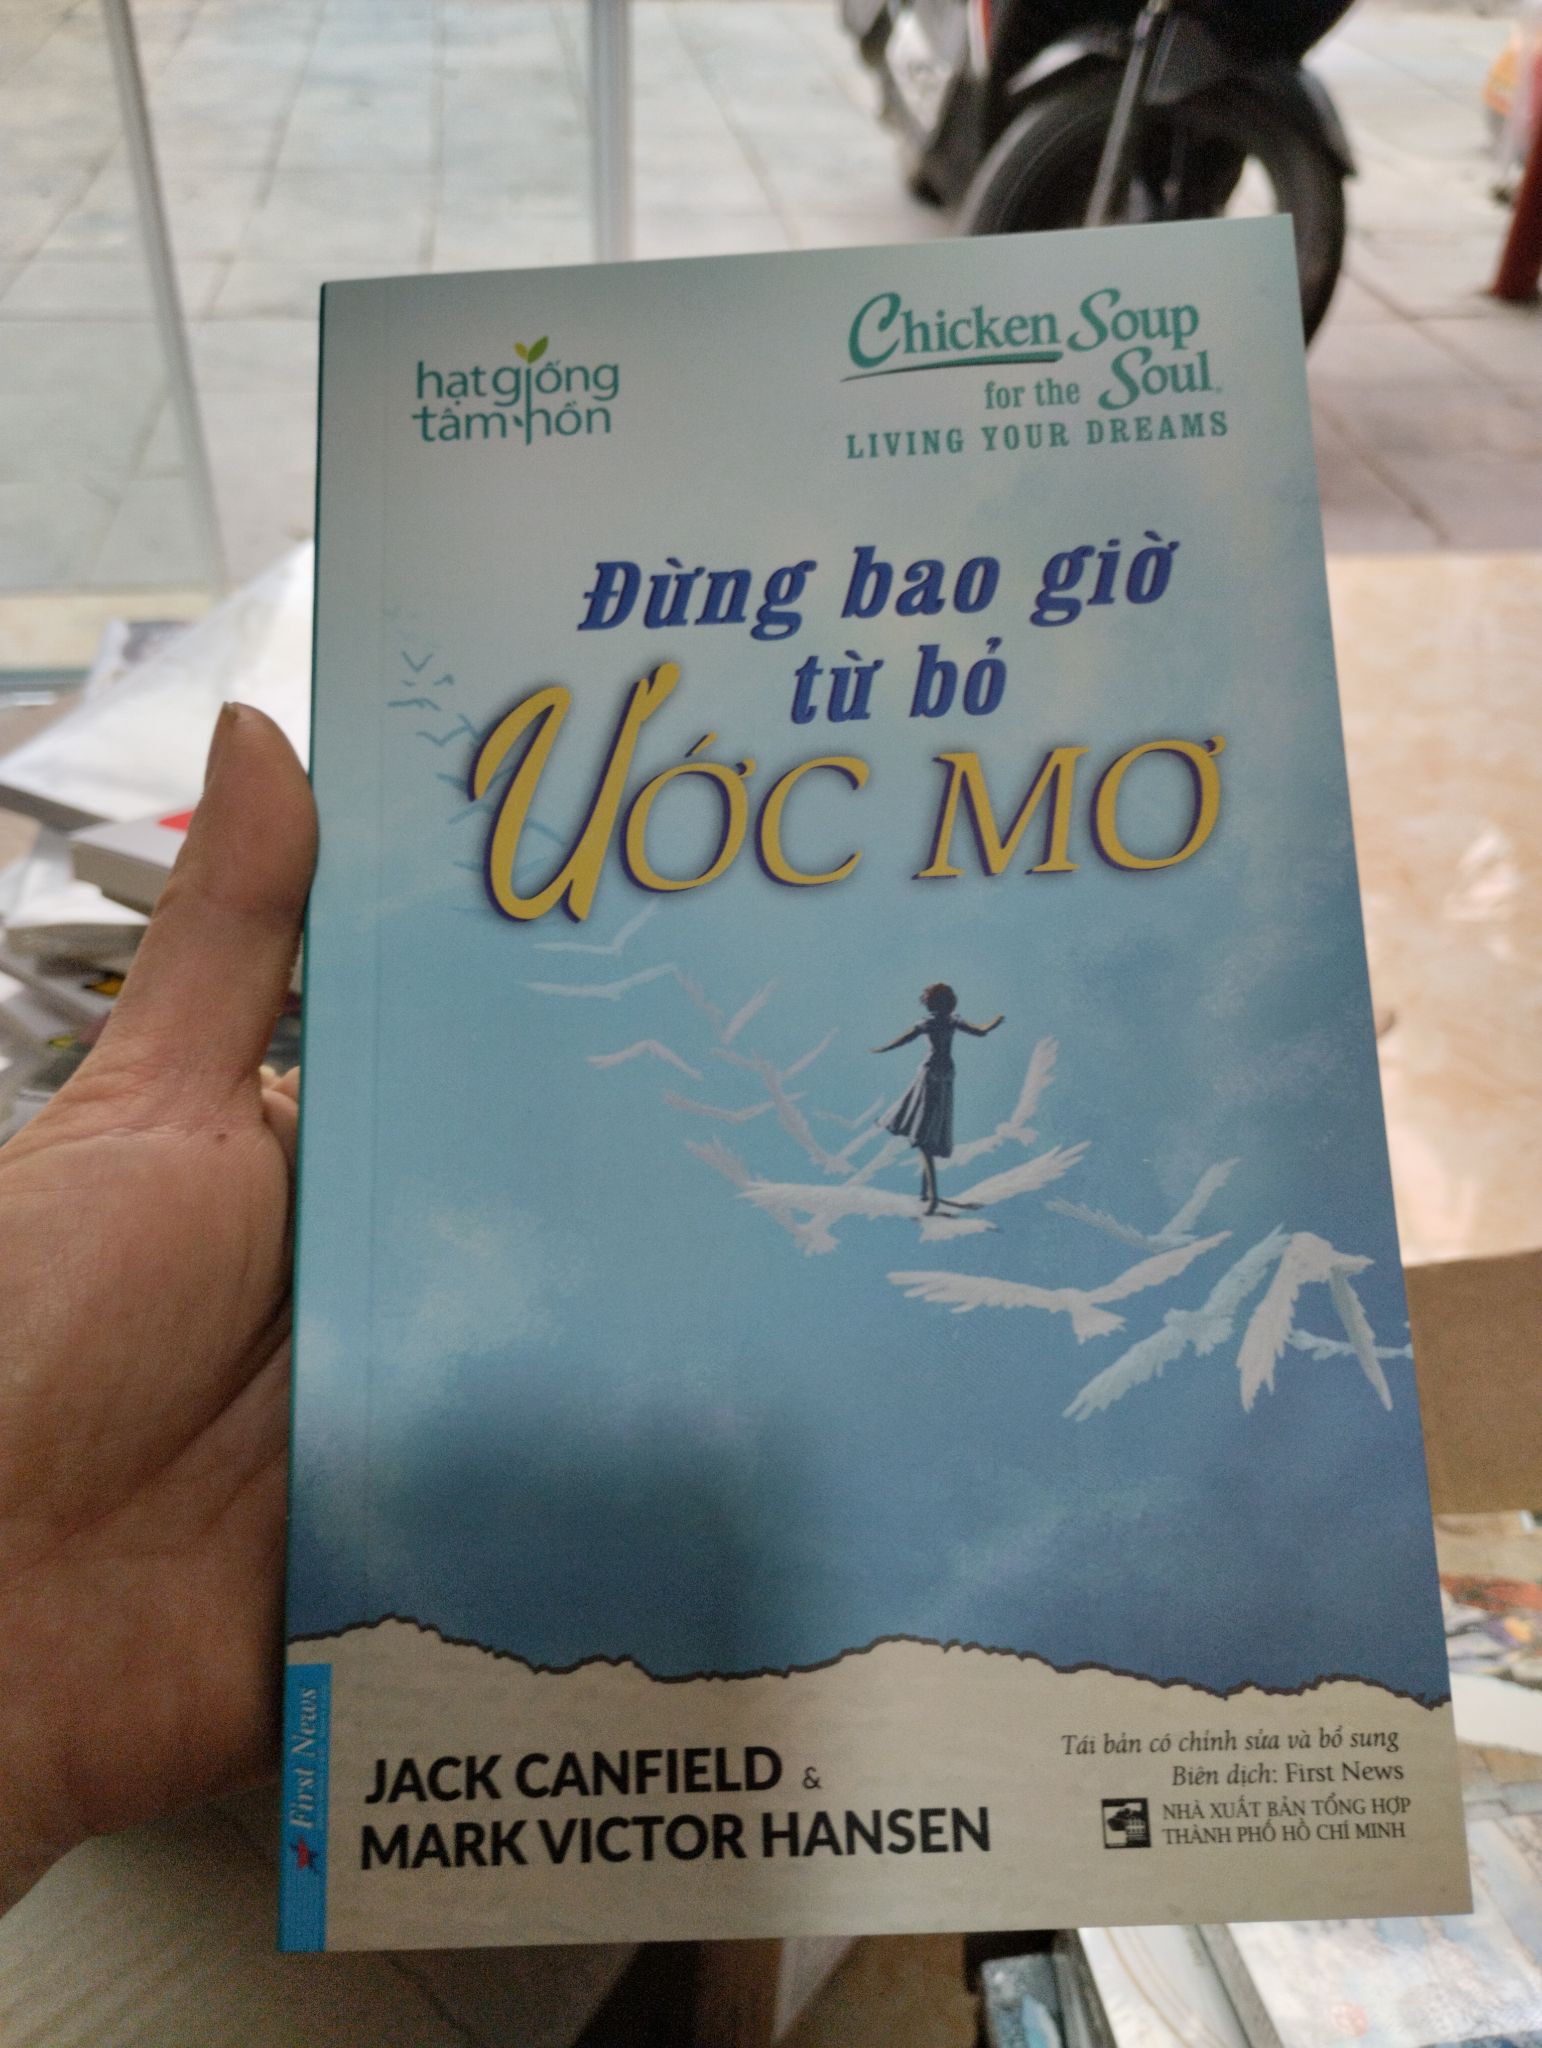 hạt giống
tâm hồn
Chicken Soup
for the Soul®
LIVING YOUR DREAMS
Đừng bao giờ
từ bỏ
ƯỚC MƠ
First News
JACK CANFIELD &
MARK VICTOR HANSEN
Tái bản có chỉnh sửa và bổ sung
Biên dịch: First News
NHÀ XUẤT BẢN TỔNG HỢP
THÀNH PHỐ HỒ CHÍ MINH